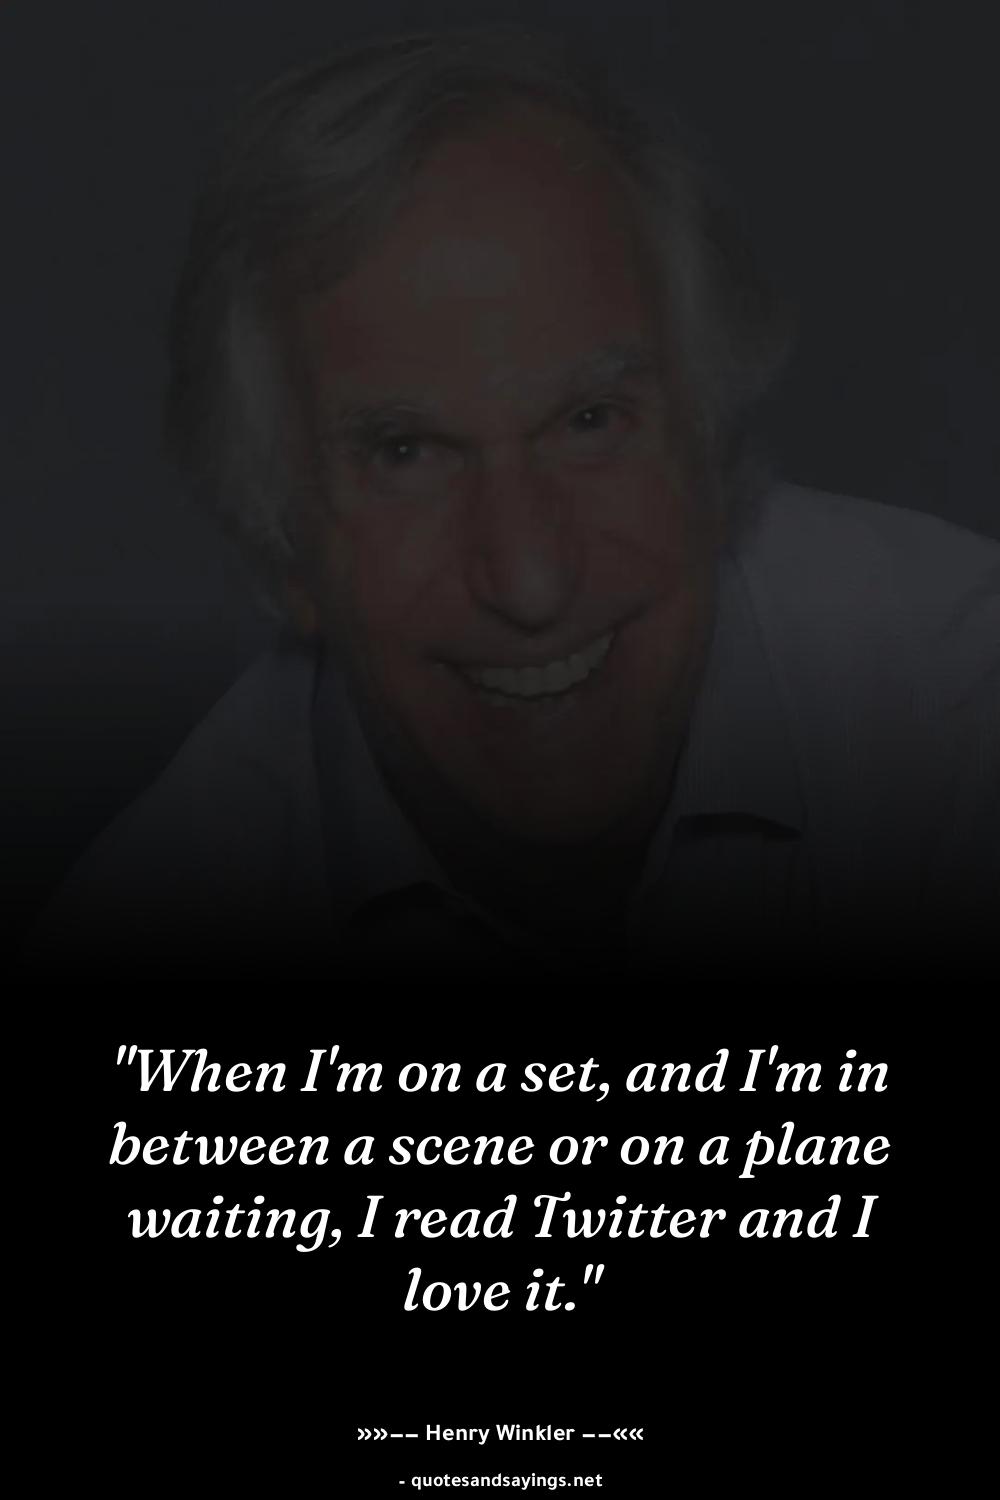 "When I'm on a set, and I'm in
between a scene or on a plane
waiting, I read Twitter and I
love it."
»»−− Henry Winkler −−««
- quotesandsayings.net